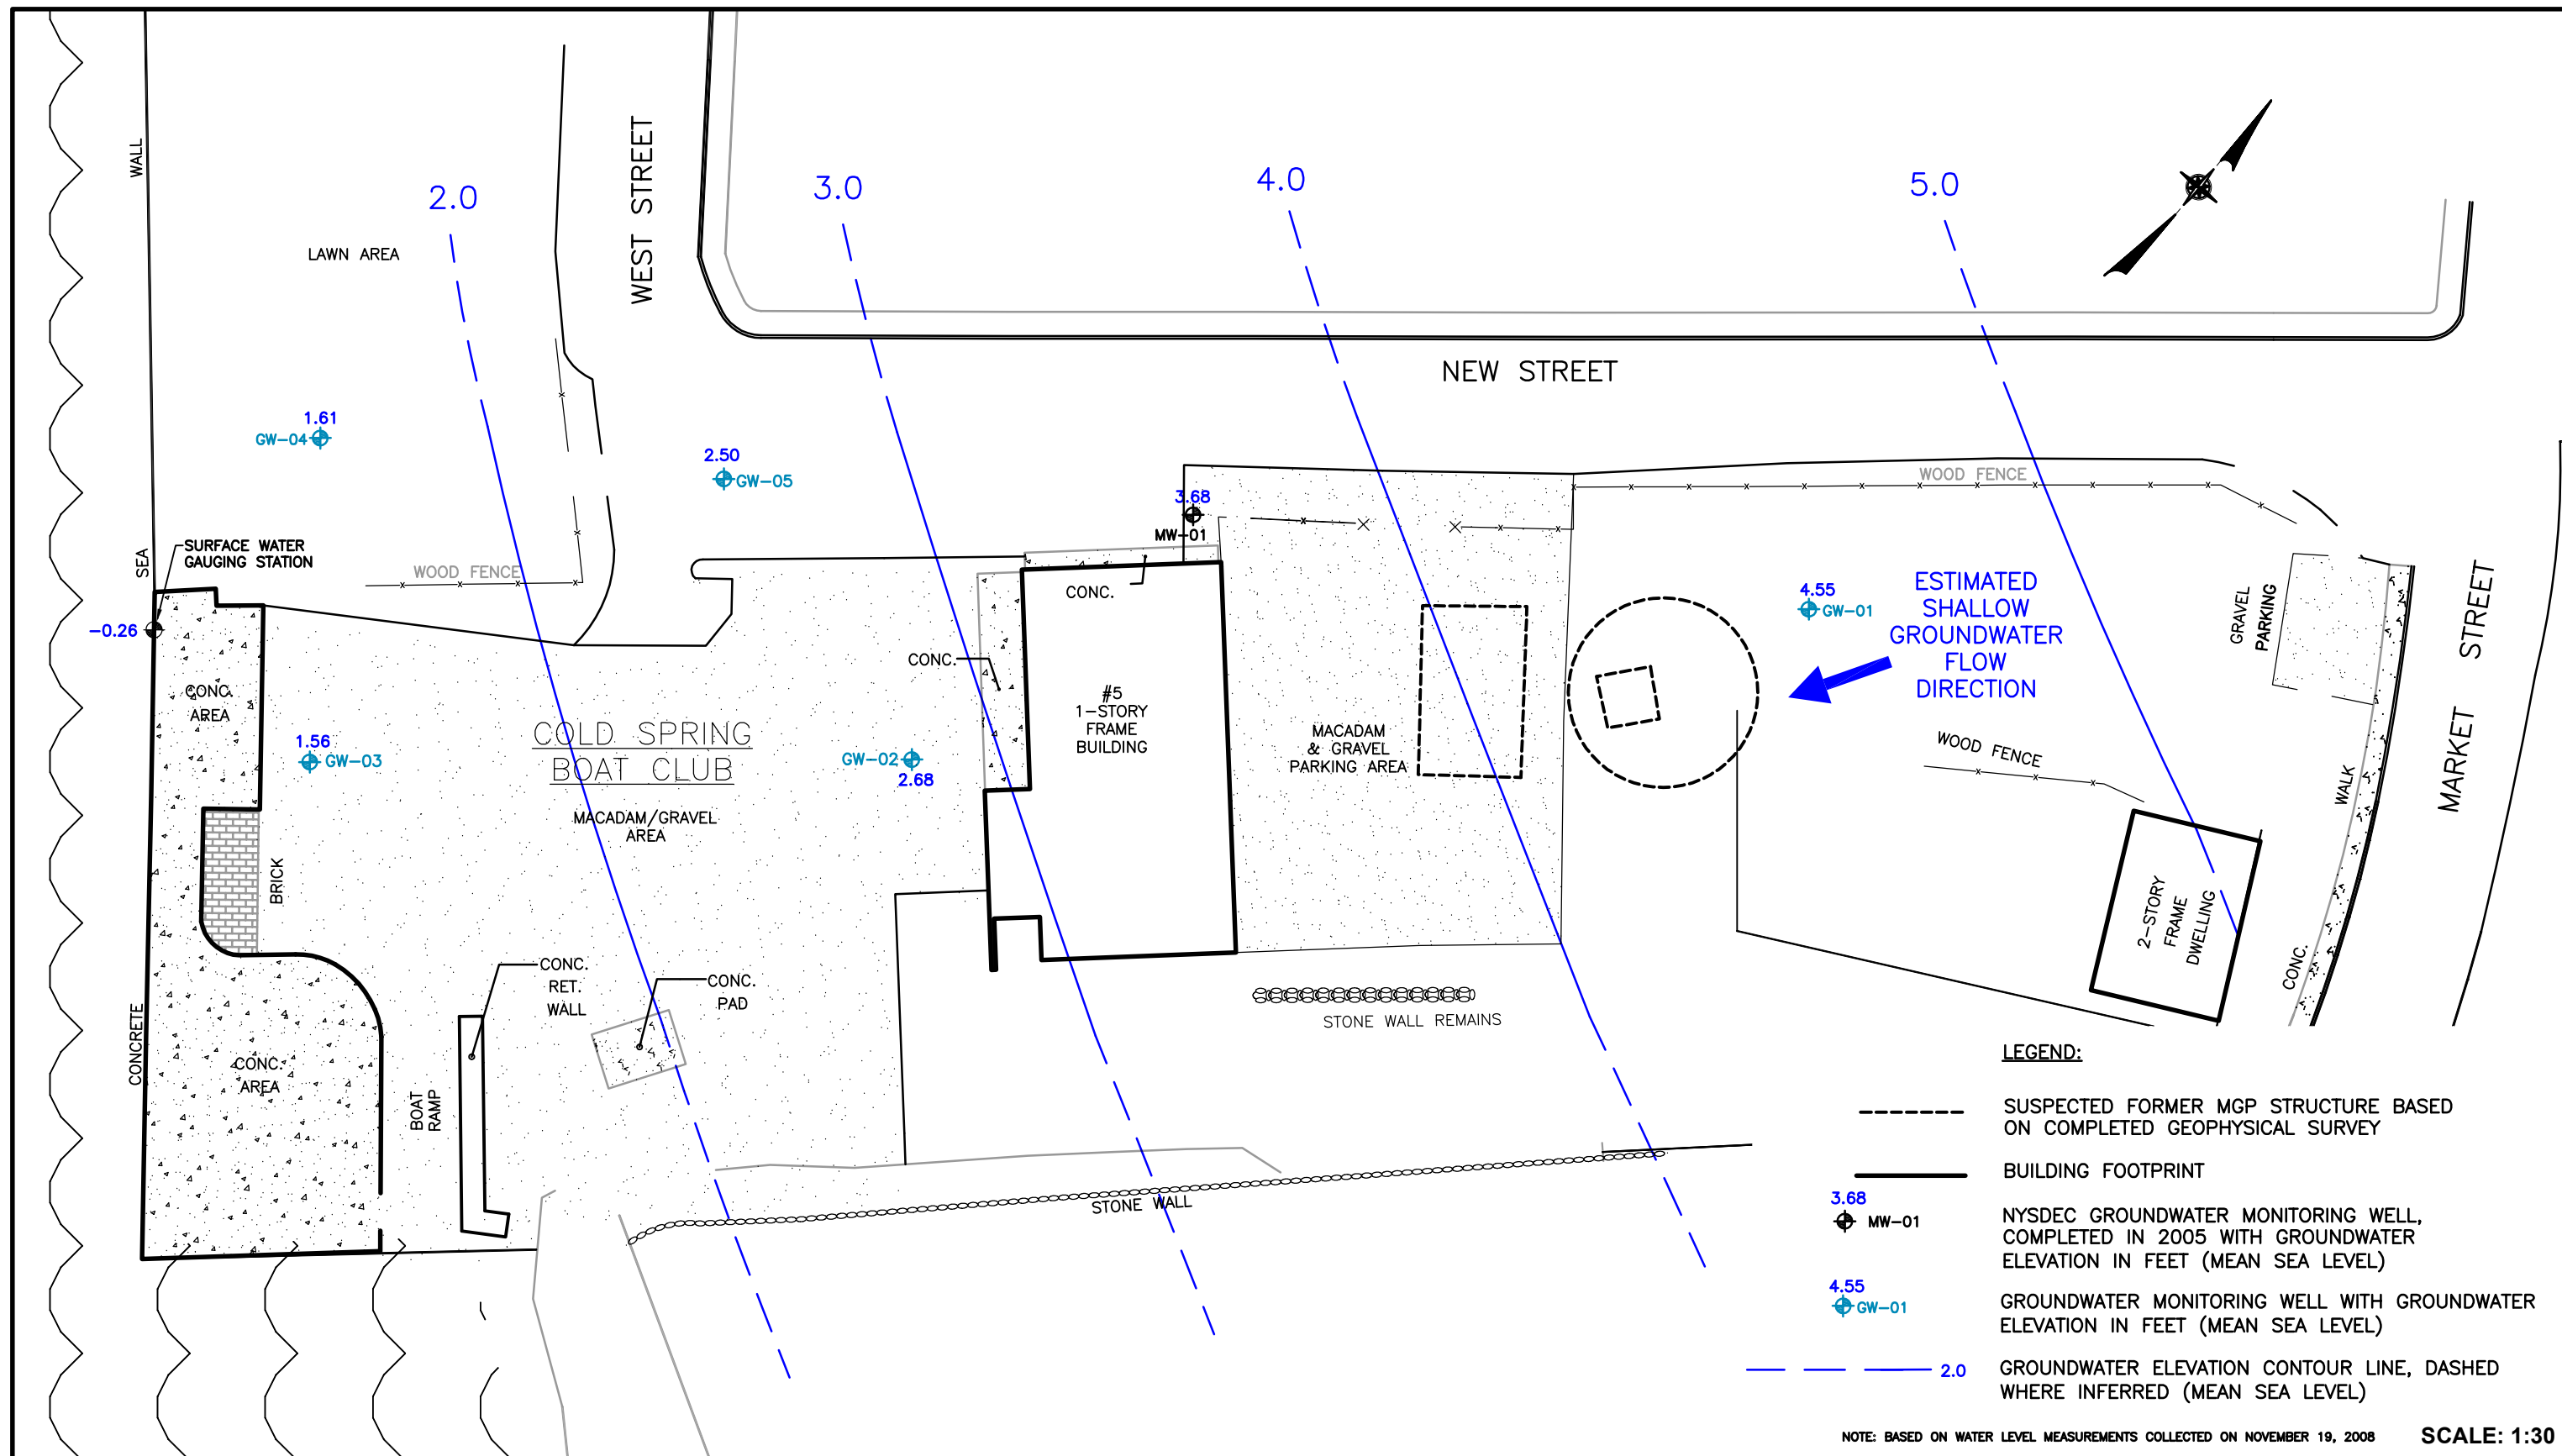 WALL
WEST STREET
2.0
3.0
4.0
5.0
LAWN AREA
NEW STREET
1.61
GW-04
2.50
GW-05
3.68
MW-01
WOOD FENCE
SEA
SURFACE WATER
GAUGING STATION
WOOD FENCE
-0.26
CONC.
CONC.
4.55
GW-01
ESTIMATED
SHALLOW
GROUNDWATER
FLOW
DIRECTION
GRAVEL
PARKING
MARKET STREET
CONC.
AREA
1.56
GW-03
COLD SPRING
BOAT CLUB
MACADAM/GRAVEL
AREA
GW-02
2.68
#5
1-STORY
FRAME
BUILDING
MACADAM
& GRAVEL
PARKING AREA
WOOD FENCE
WALK
BRICK
2-STORY
FRAME
DWELLING
CONC.
CONC.
RET.
WALL
CONC.
PAD
STONE WALL REMAINS
CONCRETE
CONC.
AREA
BOAT
RAMP
STONE WALL
LEGEND:
SUSPECTED FORMER MGP STRUCTURE BASED
ON COMPLETED GEOPHYSICAL SURVEY
BUILDING FOOTPRINT
3.68
MW-01
NYSDEC GROUNDWATER MONITORING WELL,
COMPLETED IN 2005 WITH GROUNDWATER
ELEVATION IN FEET (MEAN SEA LEVEL)
4.55
GW-01
GROUNDWATER MONITORING WELL WITH GROUNDWATER
ELEVATION IN FEET (MEAN SEA LEVEL)
2.0
GROUNDWATER ELEVATION CONTOUR LINE, DASHED
WHERE INFERRED (MEAN SEA LEVEL)
NOTE: BASED ON WATER LEVEL MEASUREMENTS COLLECTED ON NOVEMBER 19, 2008
SCALE: 1:30